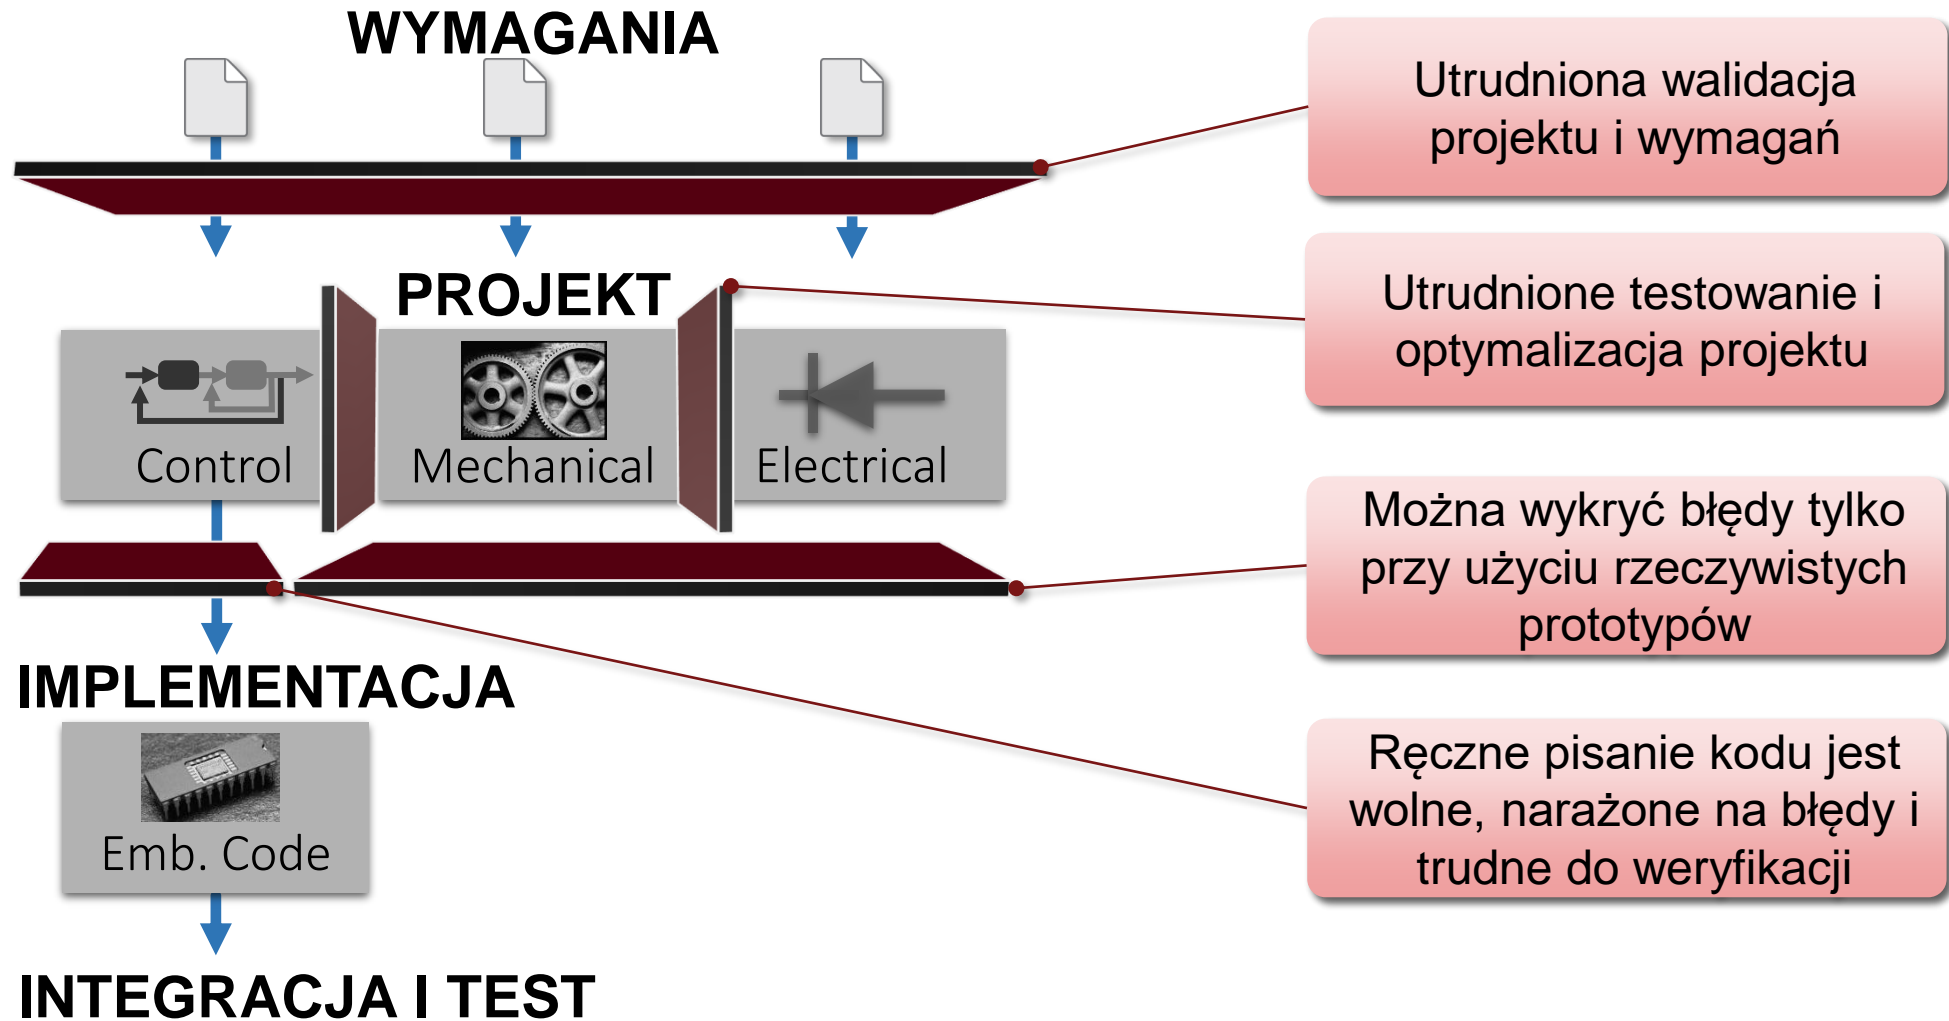 WYMAGANIA
Utrudniona walidacja
projektu i wymagań
PROJEKT
Utrudnione testowanie i
optymalizacja projektu
Control
Mechanical
Electrical
Można wykryć błędy tylko
przy użyciu rzeczywistych
prototypów
IMPLEMENTACJA
Emb. Code
Ręczne pisanie kodu jest
wolne, narażone na błędy i
trudne do weryfikacji
INTEGRACJA I TEST